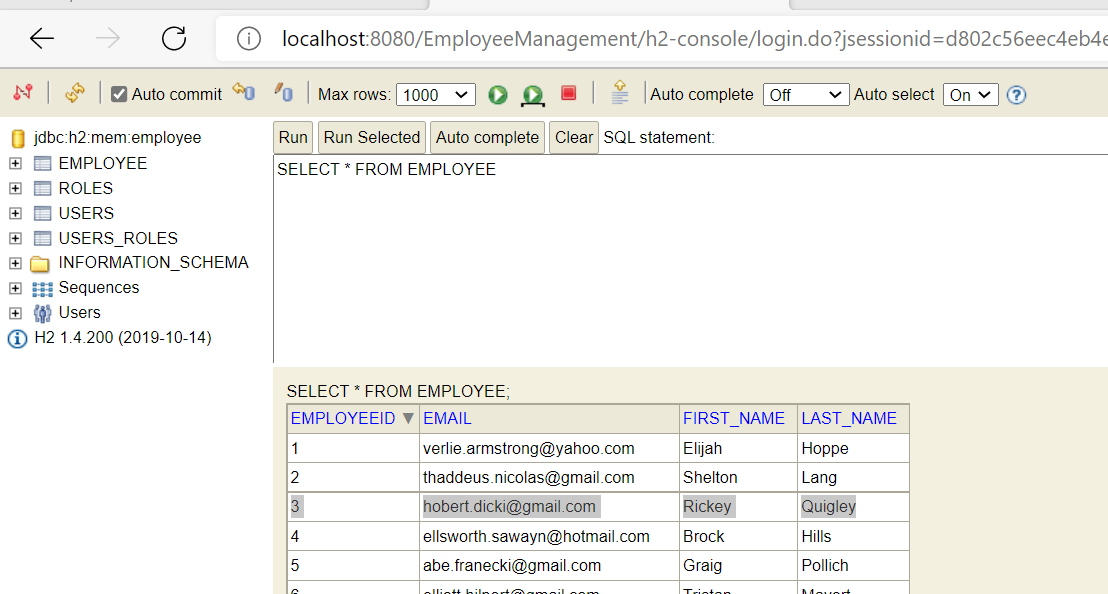 localhost:8080/EmployeeManagement/h2-console/login.do?jsessionid=d802c56eec4eb4
Auto commit Max rows: 1000 Auto complete Off Auto select On
jdbc:h2:mem:employee
EMPLOYEE
ROLES
USERS
USERS_ROLES
INFORMATION_SCHEMA
Sequences
Users
H2 1.4.200 (2019-10-14)
Run Run Selected Auto complete Clear SQL statement:
SELECT * FROM EMPLOYEE
SELECT * FROM EMPLOYEE;
EMPLOYEEID EMAIL FIRST_NAME LAST_NAME
1 verlie.armstrong@yahoo.com Elijah Hoppe
2 thaddeus.nicolas@gmail.com Shelton Lang
3 hobert.dicki@gmail.com Rickey Quigley
4 ellsworth.sawayn@hotmail.com Brock Hills
5 abe.franecki@gmail.com Graig Pollich